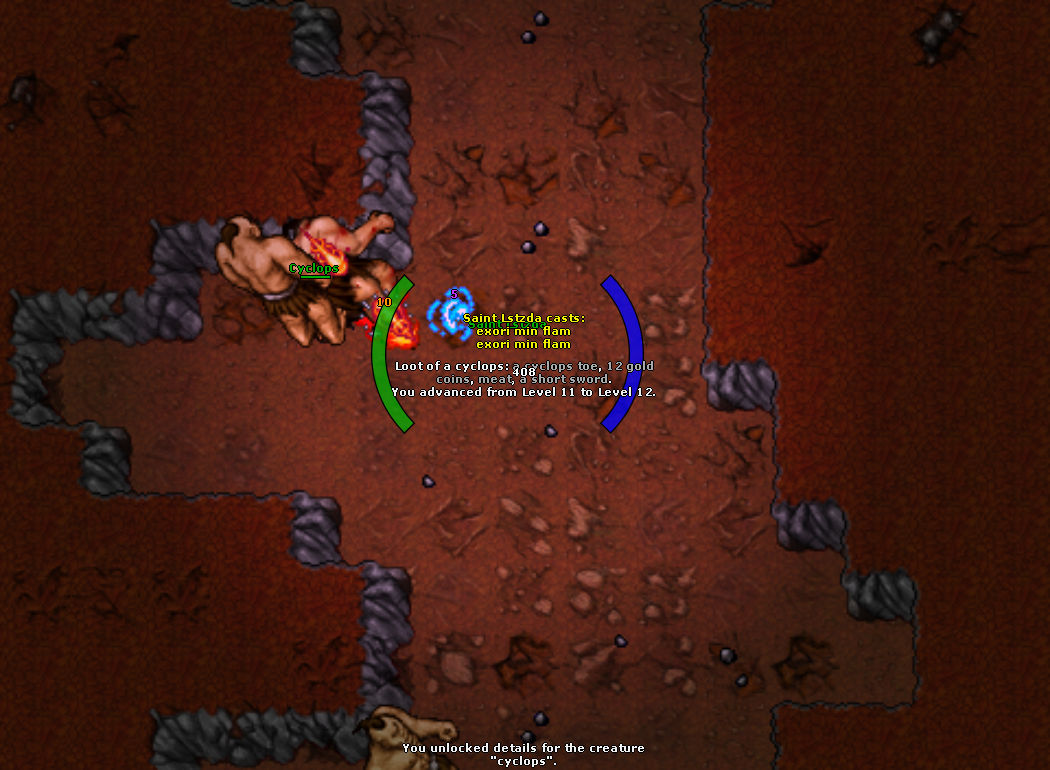 Cyclops
10
5
Saint Lstzda casts:
Saint Lstzda
exori min flam
exori min flam
Loot of a cyclops: a cyclops toe, 12 gold
408
coins, meat, a short sword.
You advanced from Level 11 to Level 12.
You unlocked details for the creature
"cyclops".